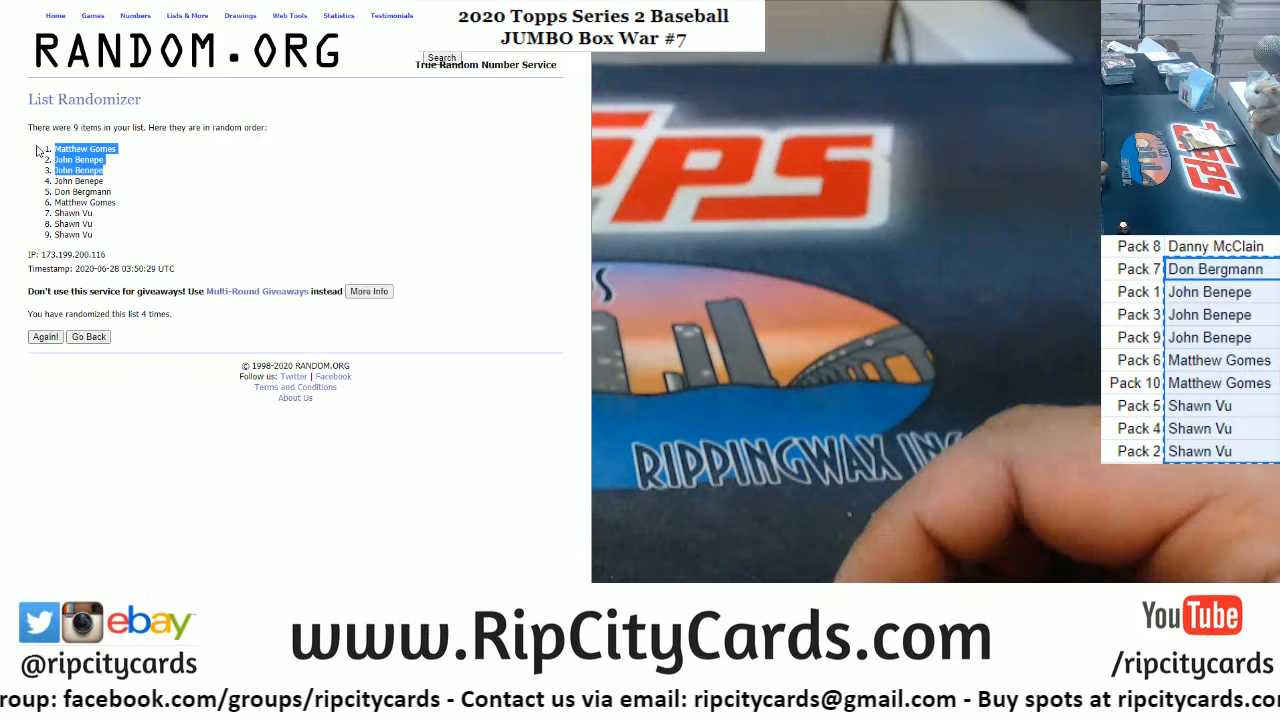 Home Games Numbers Lists & More Drawings Web Tools Statistics Testimonials
RANDOM.ORG
Search
True Random Number Service
2020 Topps Series 2 Baseball
JUMBO Box War #7
List Randomizer
There were 9 items in your list. Here they are in random order:
1. Matthew Gomes
2. John Benepe
3. John Benepe
4. John Benepe
5. Don Bergmann
6. Matthew Gomes
7. Shawn Vu
8. Shawn Vu
9. Shawn Vu
IP: 173.199.200.116
Timestamp: 2020-06-28 03:50:29 UTC
Don't use this service for giveaways! Use Multi-Round Giveaways instead More Info
You have randomized this list 4 times.
Again! Go Back
© 1998-2020 RANDOM.ORG
Follow us: Twitter | Facebook
Terms and Conditions
About Us
RIPPINGWAX
Topps
Pack 8 Danny McClain
Pack 7 Don Bergmann
Pack 1 John Benepe
Pack 3 John Benepe
Pack 9 John Benepe
Pack 6 Matthew Gomes
Pack 10 Matthew Gomes
Pack 5 Shawn Vu
Pack 4 Shawn Vu
Pack 2 Shawn Vu
ebay
@ripcitycards
www.RipCityCards.com
YouTube
/ripcitycards
roup: facebook.com/groups/ripcitycards - Contact us via email: ripcitycards@gmail.com - Buy spots at ripcitycards.co